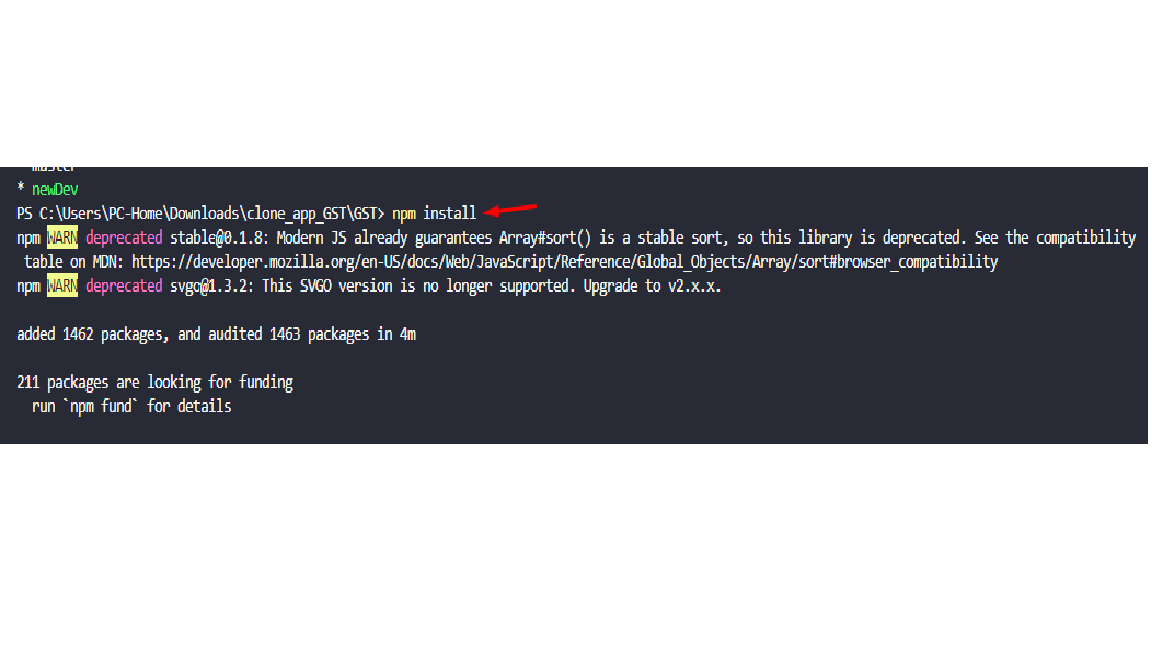 master
* newDev
PS C:\Users\PC-Home\Downloads\clone_app_GST\GST> npm install
npm WARN deprecated stable@0.1.8: Modern JS already guarantees Array#sort() is a stable sort, so this library is deprecated. See the compatibility
table on MDN: https://developer.mozilla.org/en-US/docs/Web/JavaScript/Reference/Global_Objects/Array/sort#browser_compatibility
npm WARN deprecated svgo@1.3.2: This SVGO version is no longer supported. Upgrade to v2.x.x.
added 1462 packages, and audited 1463 packages in 4m
211 packages are looking for funding
run `npm fund` for details